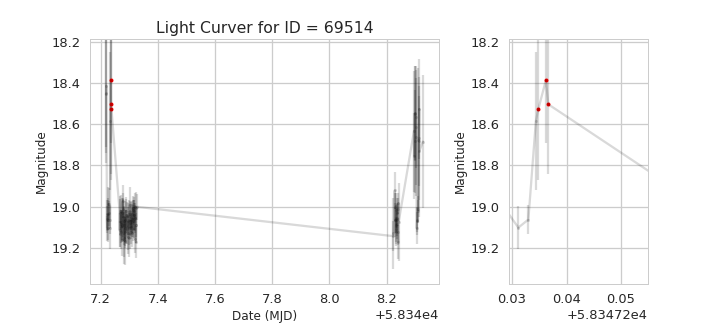 Light Curver for ID = 69514
18.2
18.4
18.6
18.8
19.0
19.2
Magnitude
7.2 7.4 7.6 7.8 8.0 8.2
Date (MJD) +5.834e4
18.2
18.4
18.6
18.8
19.0
19.2
Magnitude
0.03 0.04 0.05
+5.83472e4